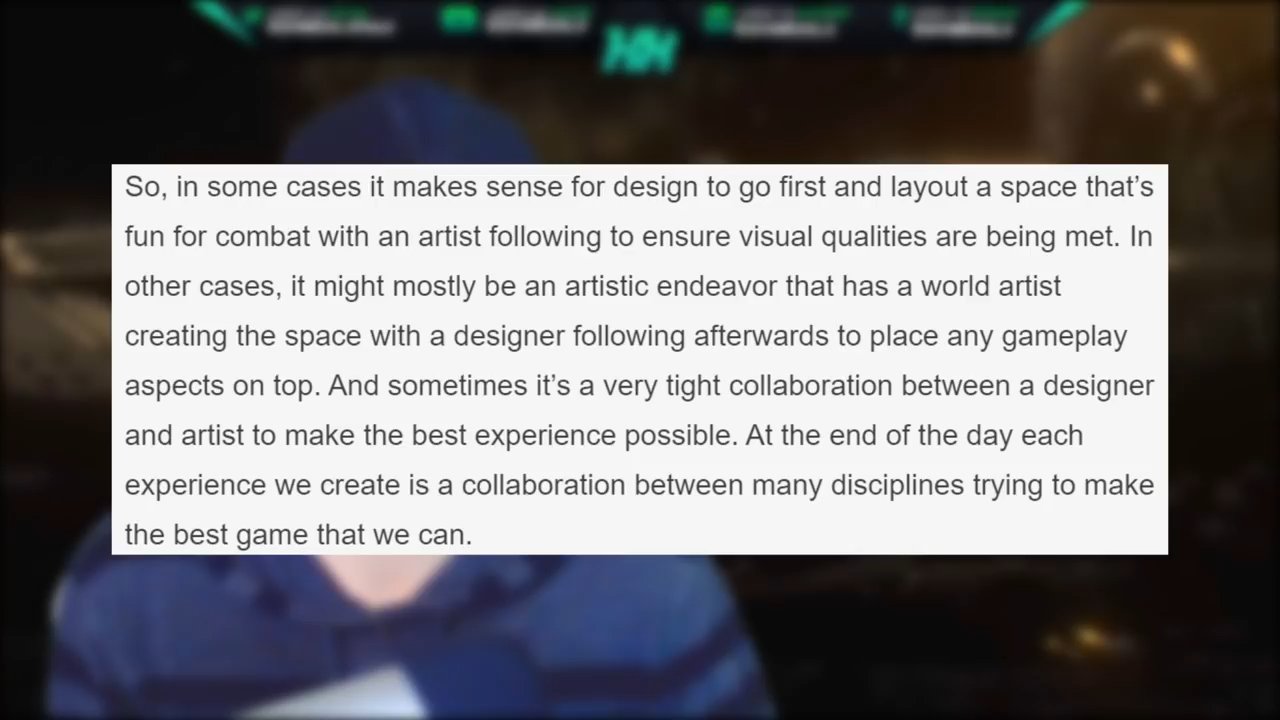 HH
So, in some cases it makes sense for design to go first and layout a space that’s
fun for combat with an artist following to ensure visual qualities are being met. In
other cases, it might mostly be an artistic endeavor that has a world artist
creating the space with a designer following afterwards to place any gameplay
aspects on top. And sometimes it’s a very tight collaboration between a designer
and artist to make the best experience possible. At the end of the day each
experience we create is a collaboration between many disciplines trying to make
the best game that we can.